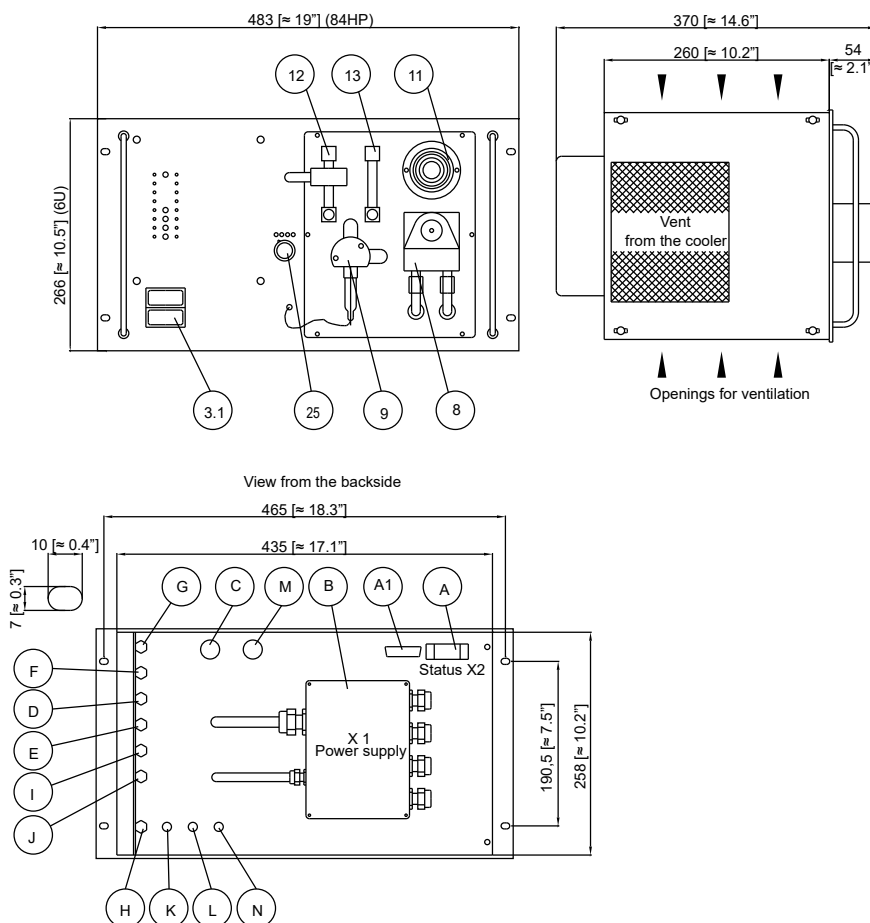 483 [≈ 19”] (84HP)
370 [≈ 14.6”]
260 [≈ 10.2”]
54
[≈ 2.1”]
12
13
11
266 [≈ 10.5”] (6U)
Vent
from the cooler
3.1
25
9
8
Openings for ventilation
View from the backside
465 [≈ 18.3”]
435 [≈ 17.1”]
10 [≈ 0.4”]
7 [≈ 0.3”]
G
C
M
B
A1
A
Status X2
F
D
E
I
J
X 1
Power supply
190,5 [≈ 7.5”]
258 [≈ 10.2”]
H
K
L
N